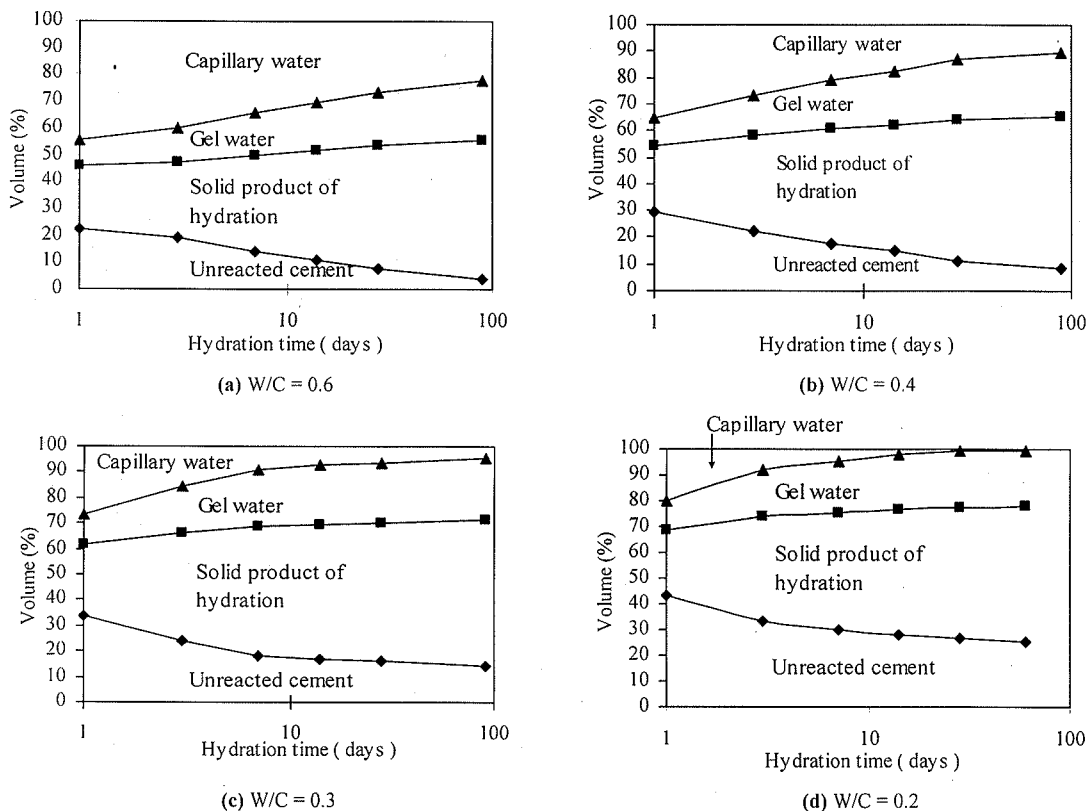 100
90
80
70
60
50
40
30
20
10
0
Volume (%)
Capillary water
Gel water
Solid product of
hydration
Unreacted cement
1 10 100
Hydration time ( days )
(a) W/C = 0.6
100
90
80
70
60
50
40
30
20
10
0
Volume (%)
Capillary water
Gel water
Solid product of
hydration
Unreacted cement
1 10 100
Hydration time ( days )
(b) W/C = 0.4
100
90
80
70
60
50
40
30
20
10
0
Volume (%)
Capillary water
Gel water
Solid product of
hydration
Unreacted cement
1 10 100
Hydration time ( days )
(c) W/C = 0.3
Capillary water
100
90
80
70
60
50
40
30
20
10
0
Volume (%)
Gel water
Solid product of
hydration
Unreacted cement
1 10 100
Hydration time ( days )
(d) W/C = 0.2